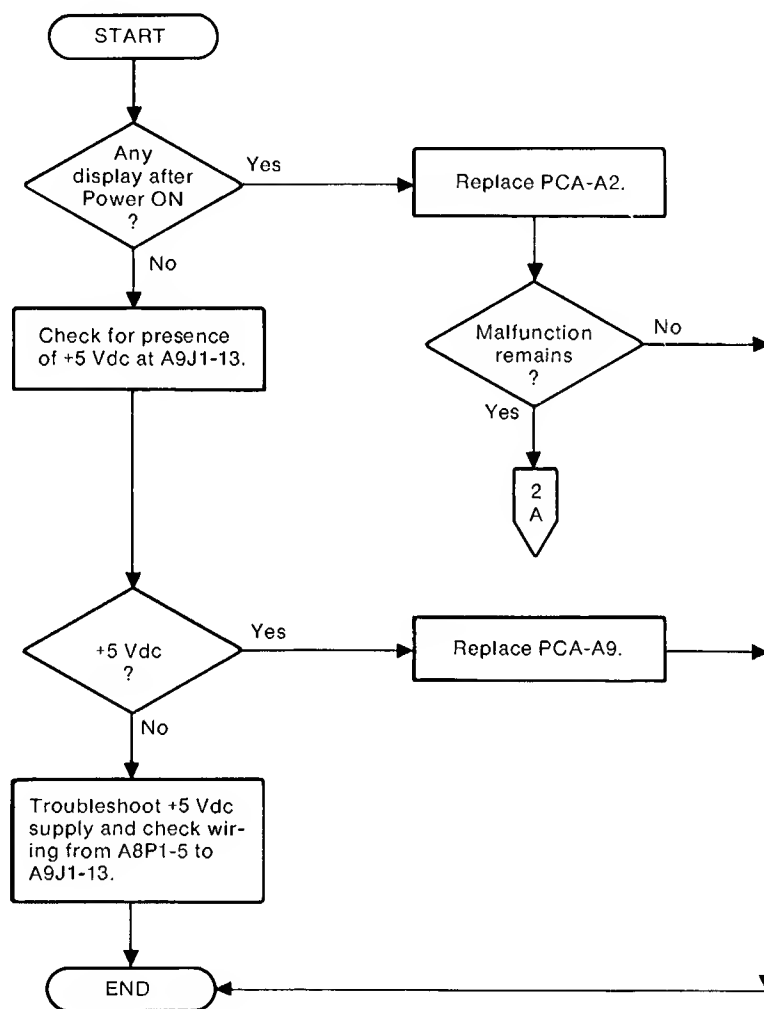 START
Any
display after
Power ON
?
Yes
Replace PCA-A2.
No
Check for presence
of +5 Vdc at A9J1-13.
Malfunction
remains
?
No
Yes
2
A
+5 Vdc
?
Yes
Replace PCA-A9.
No
Troubleshoot +5 Vdc
supply and check wir-
ing from A8P1-5 to
A9J1-13.
END